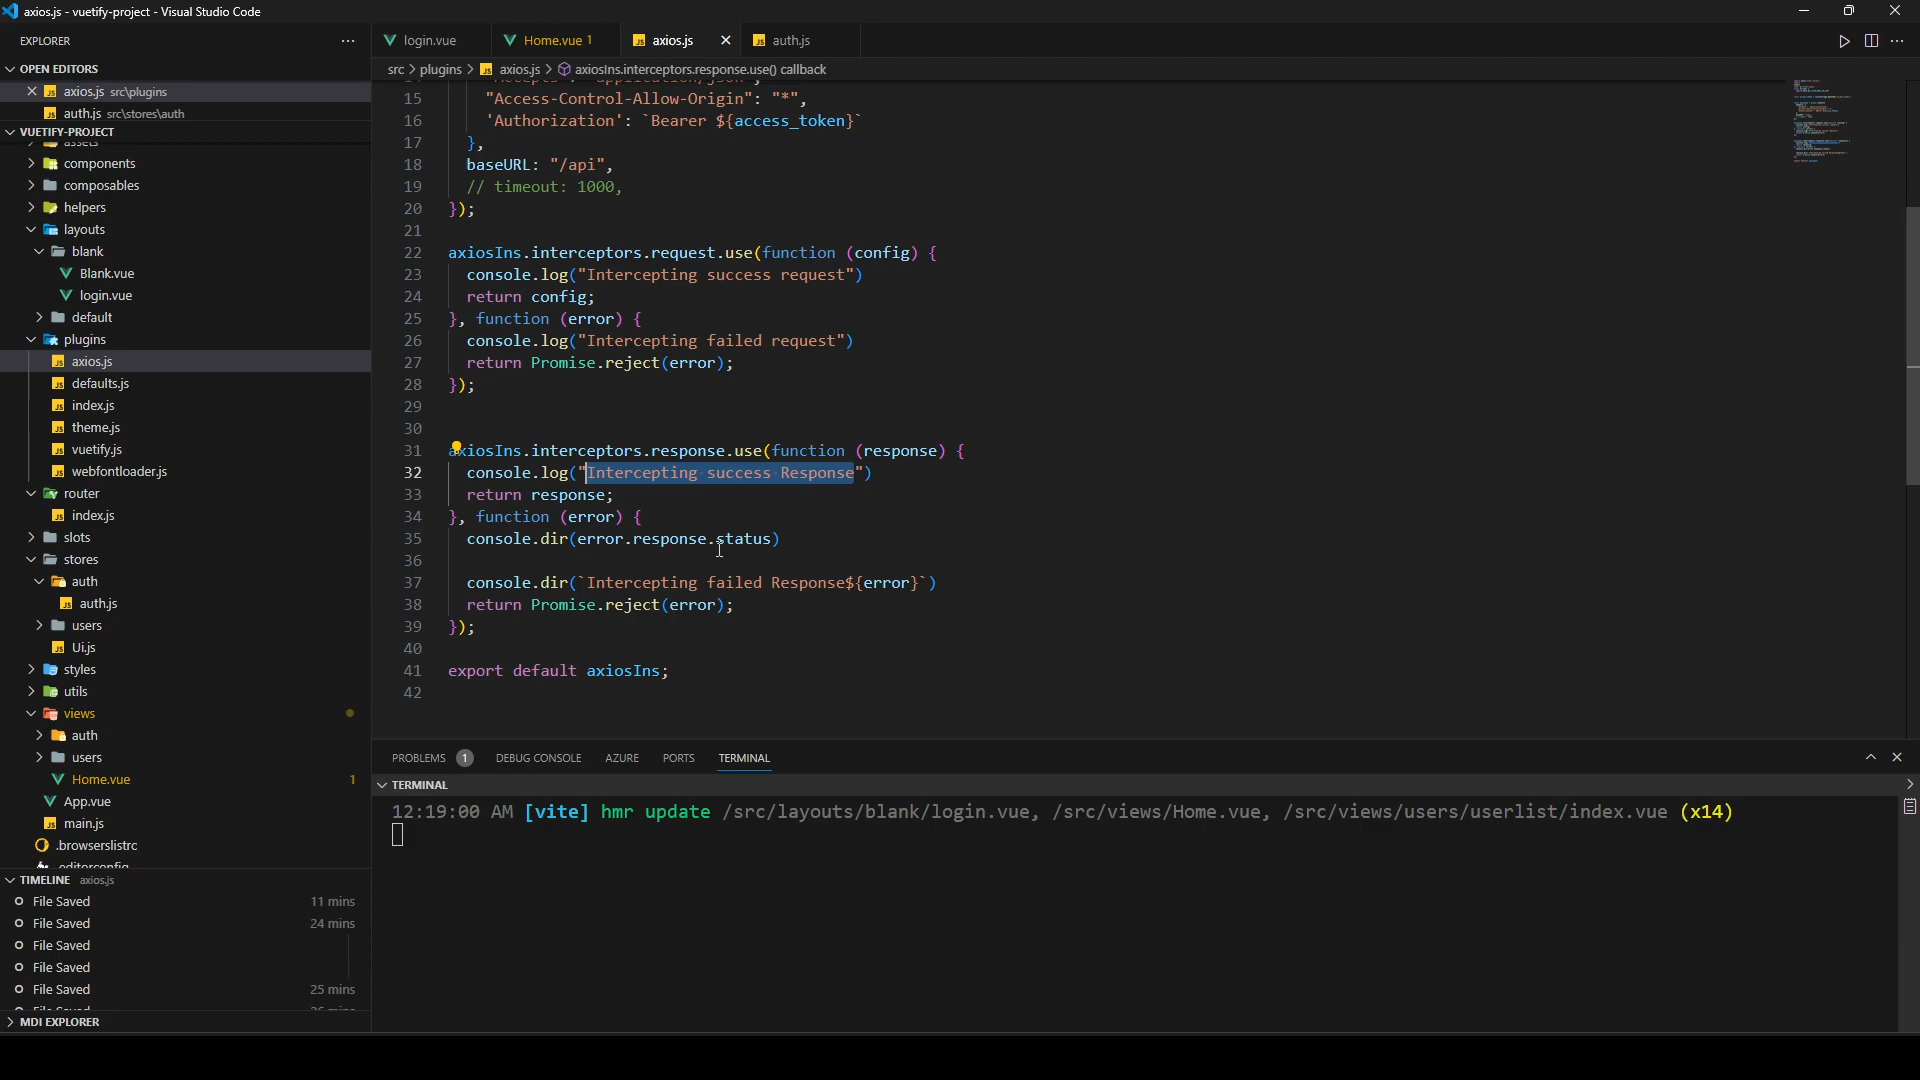 axios.js - vuetify-project - Visual Studio Code
EXPLORER
OPEN EDITORS
axios.js src\plugins
auth.js src\stores\auth
VUETIFY-PROJECT
assets
components
composables
helpers
layouts
blank
Blank.vue
login.vue
default
plugins
axios.js
defaults.js
index.js
theme.js
vuetify.js
webfontloader.js
router
index.js
slots
stores
auth
auth.js
users
Ui.js
styles
utils
views
auth
users
Home.vue 1
App.vue
main.js
.browserslistrc
.editorconfig
TIMELINE axios.js
File Saved 11 mins
File Saved 24 mins
File Saved
File Saved
File Saved 25 mins
MDI EXPLORER
login.vue
Home.vue 1
axios.js
auth.js
src > plugins > axios.js > axiosIns.interceptors.response.use() callback
15 "Access-Control-Allow-Origin": "*",
16 'Authorization': `Bearer ${access_token}`
17 },
18 baseURL: "/api",
19 // timeout: 1000,
20 });
21
22 axiosIns.interceptors.request.use(function (config) {
23 console.log("Intercepting success request")
24 return config;
25 }, function (error) {
26 console.log("Intercepting failed request")
27 return Promise.reject(error);
28 });
29
30
31 axiosIns.interceptors.response.use(function (response) {
32 console.log("Intercepting success Response")
33 return response;
34 }, function (error) {
35 console.dir(error.response.status)
36
37 console.dir(`Intercepting failed Response${error}`)
38 return Promise.reject(error);
39 });
40
41 export default axiosIns;
42
PROBLEMS 1 DEBUG CONSOLE AZURE PORTS TERMINAL
TERMINAL
12:19:00 AM [vite] hmr update /src/layouts/blank/login.vue, /src/views/Home.vue, /src/views/users/userlist/index.vue (x14)